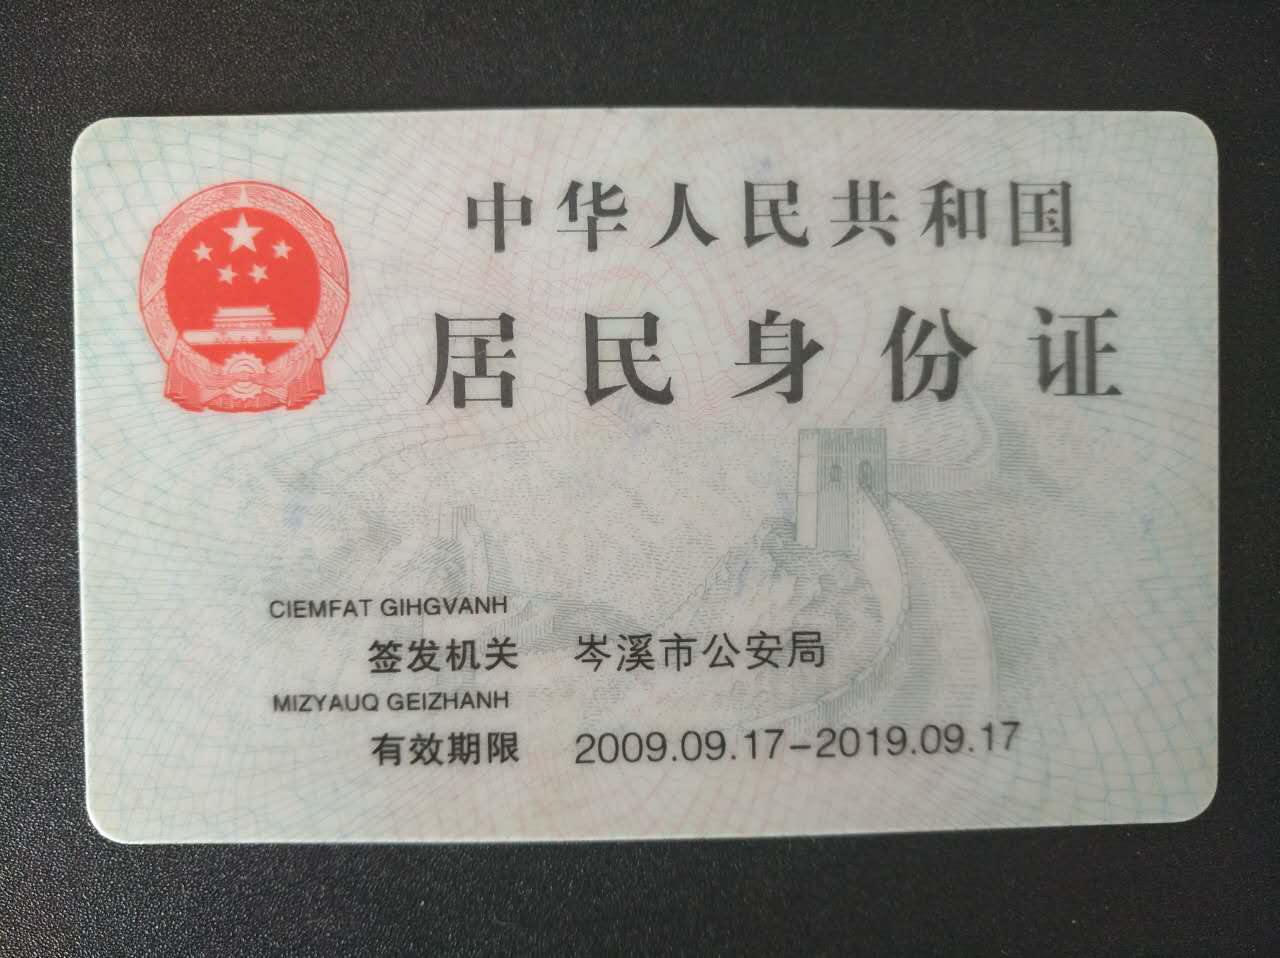 中华人民共和国
居民身份证
CIEMFAT GIHGVANH
签发机关 岑溪市公安局
MIZYAUQ GEIZHANH
有效期限 2009.09.17-2019.09.17